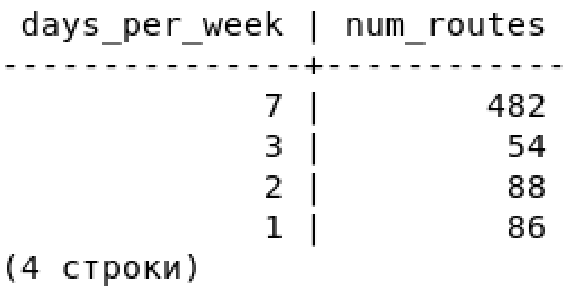 days_per_week | num_routes
---------------+------------
7 | 482
3 | 54
2 | 88
1 | 86
(4 строки)